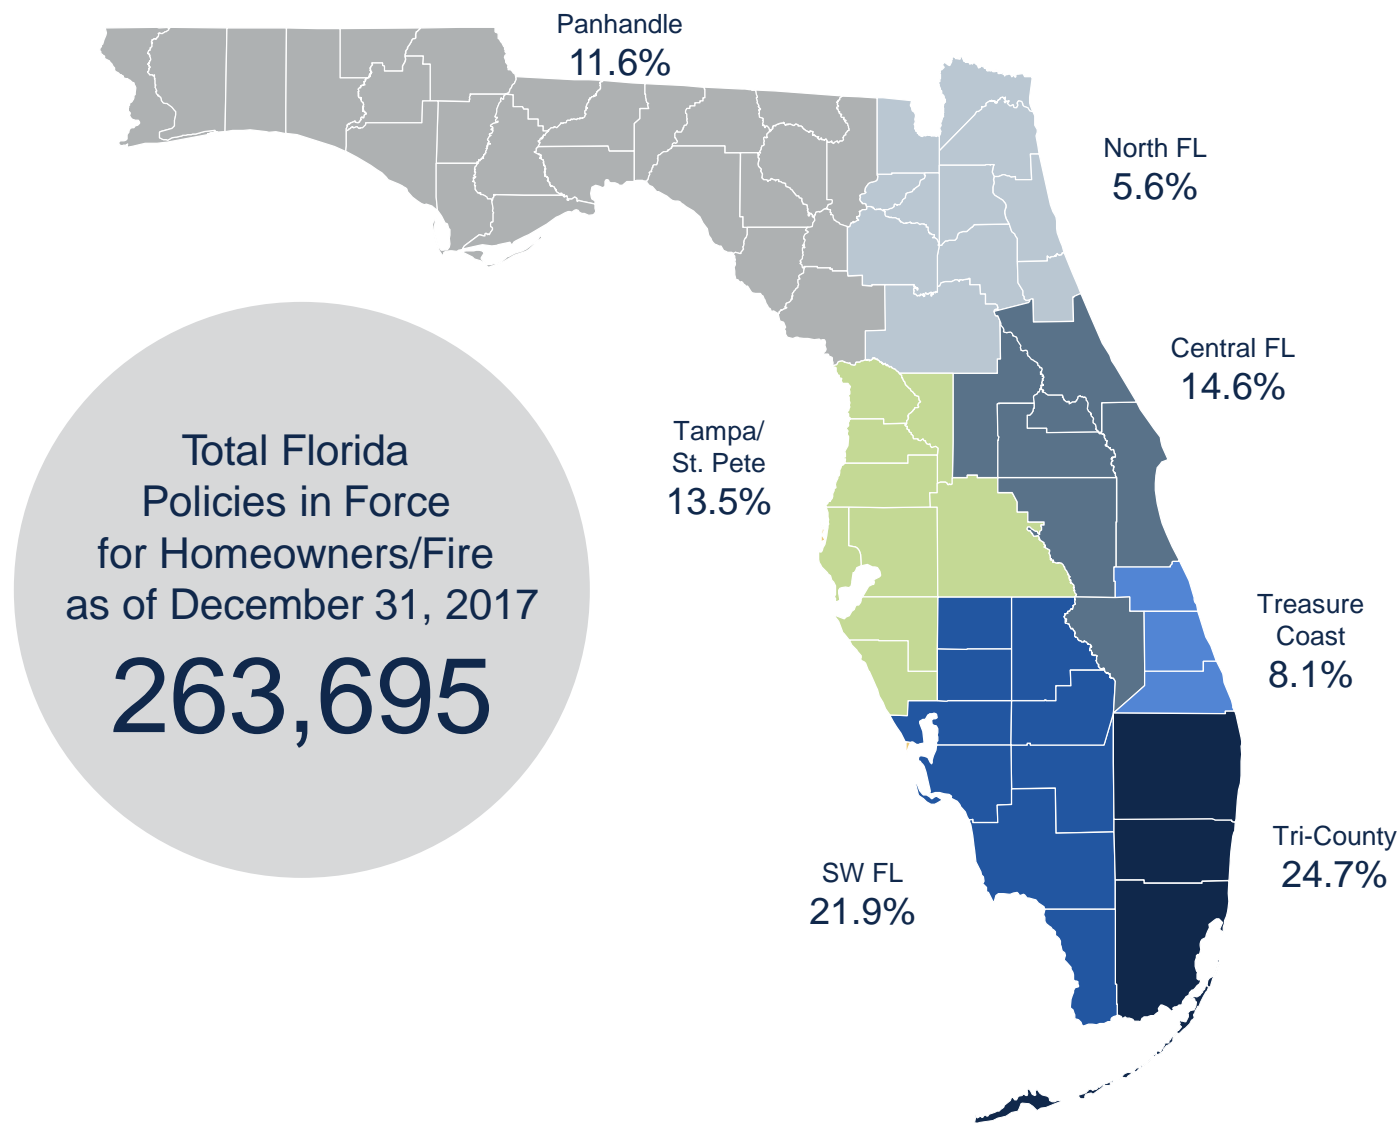 Panhandle
11.6%
North FL
5.6%
Central FL
14.6%
Tampa/
St. Pete
13.5%
Total Florida
Policies in Force
for Homeowners/Fire
as of December 31, 2017
263,695
Treasure
Coast
8.1%
Tri-County
24.7%
SW FL
21.9%